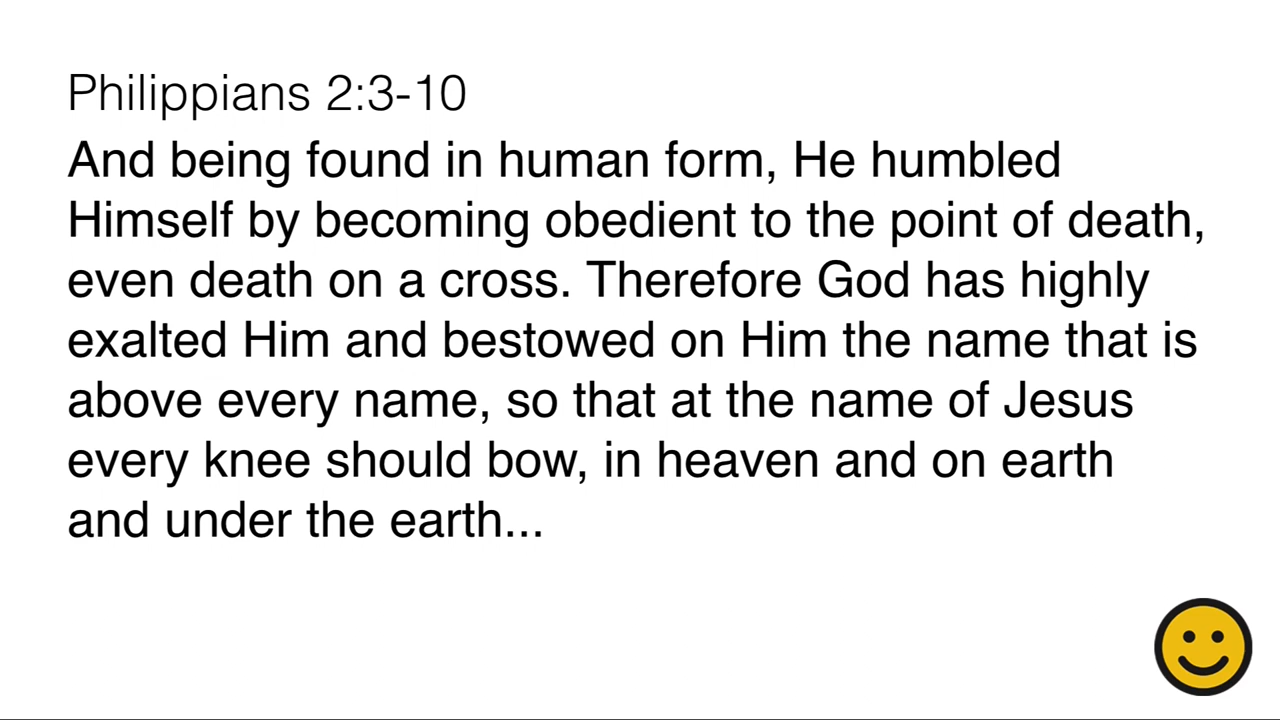 Philippians 2:3-10
And being found in human form, He humbled
Himself by becoming obedient to the point of death,
even death on a cross. Therefore God has highly
exalted Him and bestowed on Him the name that is
above every name, so that at the name of Jesus
every knee should bow, in heaven and on earth
and under the earth...